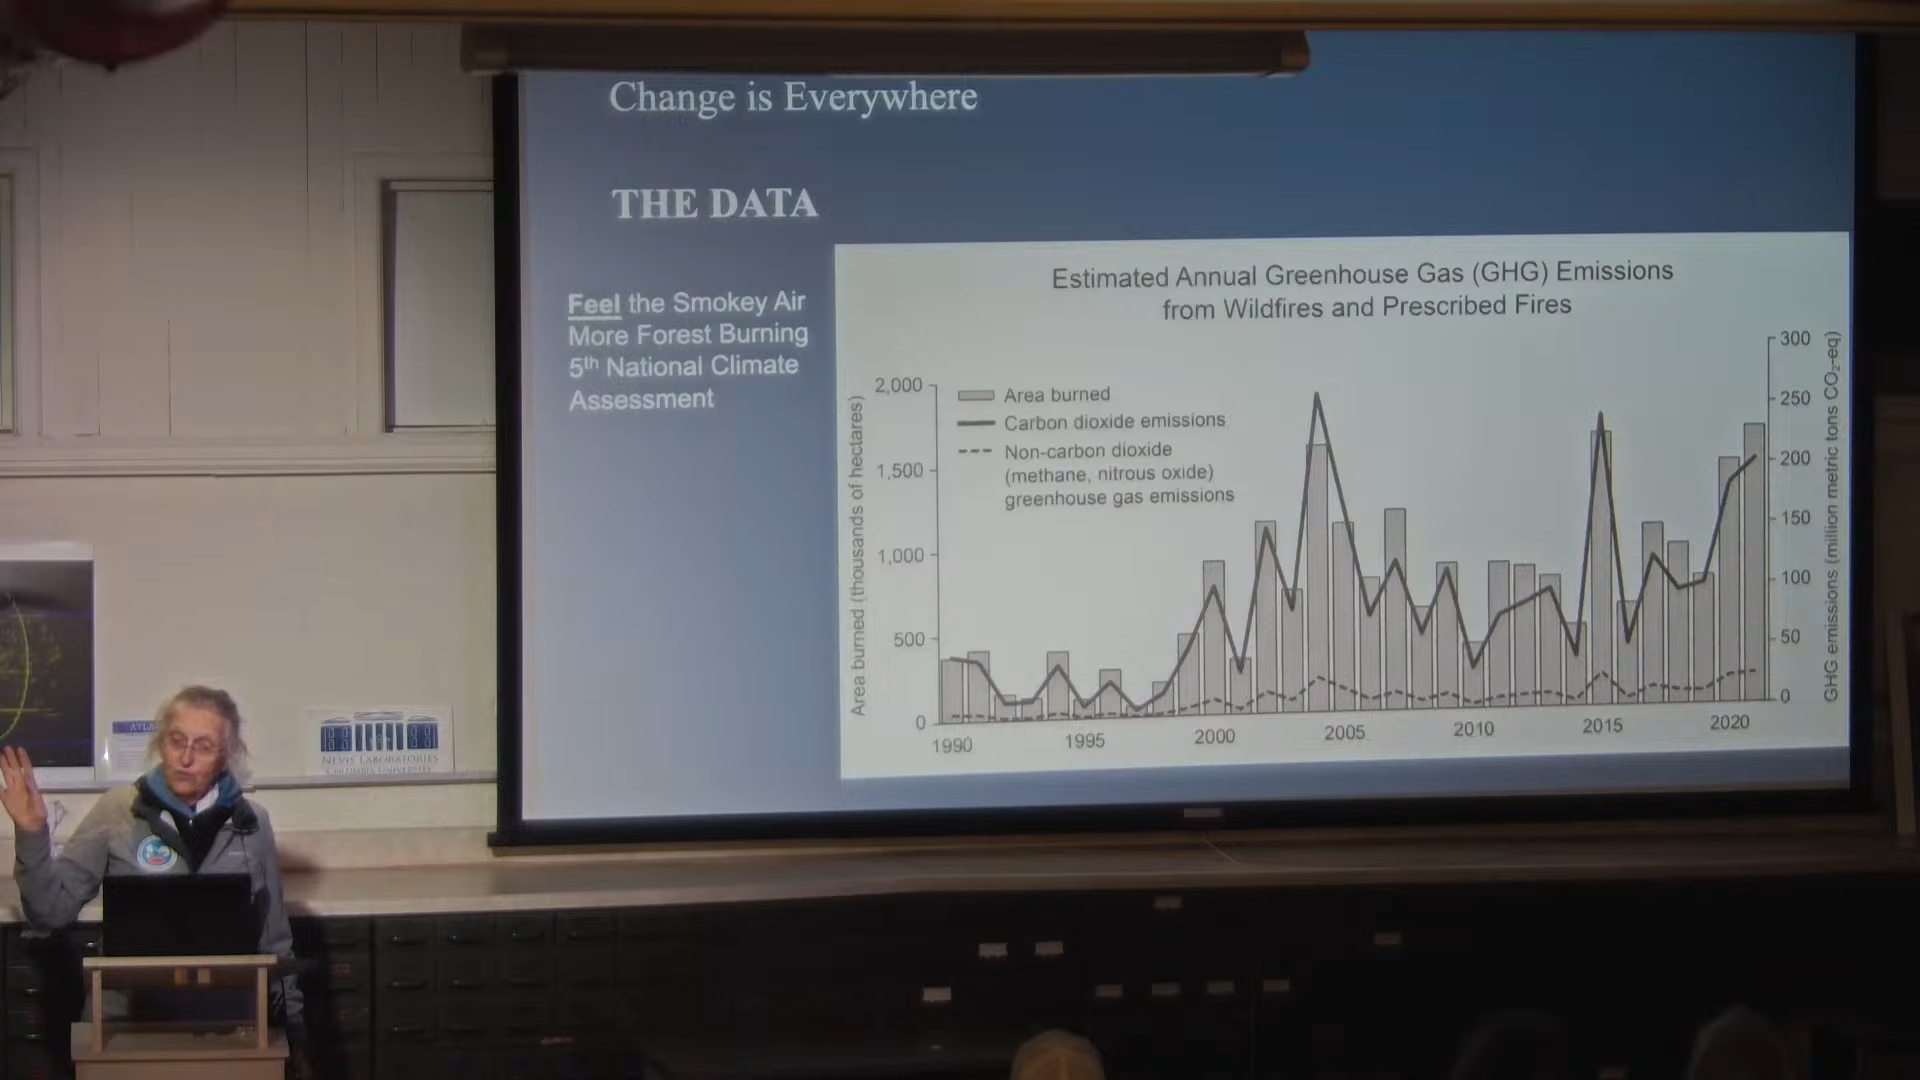 Change is Everywhere
THE DATA
Feel the Smokey Air
More Forest Burning
5th National Climate
Assessment
Estimated Annual Greenhouse Gas (GHG) Emissions
from Wildfires and Prescribed Fires
Area burned
Carbon dioxide emissions
Non-carbon dioxide
(methane, nitrous oxide)
greenhouse gas emissions
Area burned (thousands of hectares)
2,000
1,500
1,000
500
0
1990
1995
2000
2005
2010
2015
2020
300
250
200
150
100
50
0
GHG emissions (million metric tons CO₂-eq)
ATLA
NEVIS LABORATORIES
COLUMBIA UNIVERSITY